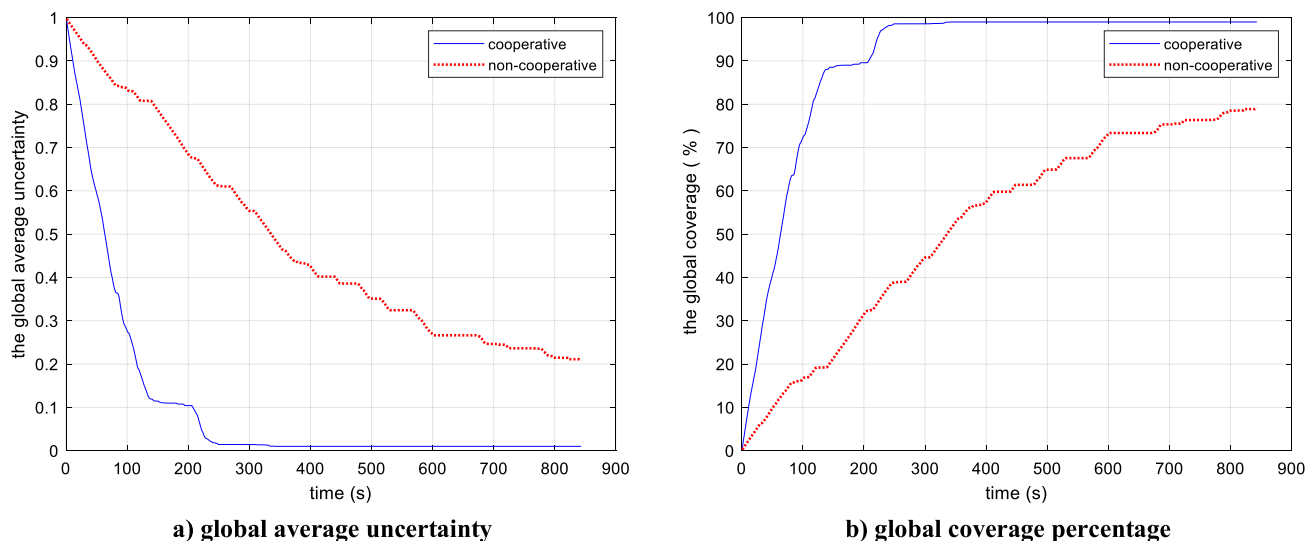 the global average uncertainty
1
0.9
0.8
0.7
0.6
0.5
0.4
0.3
0.2
0.1
0
cooperative
non-cooperative
0 100 200 300 400 500 600 700 800 900
time (s)
a) global average uncertainty
the global coverage ( % )
100
90
80
70
60
50
40
30
20
10
0
cooperative
non-cooperative
0 100 200 300 400 500 600 700 800 900
time (s)
b) global coverage percentage